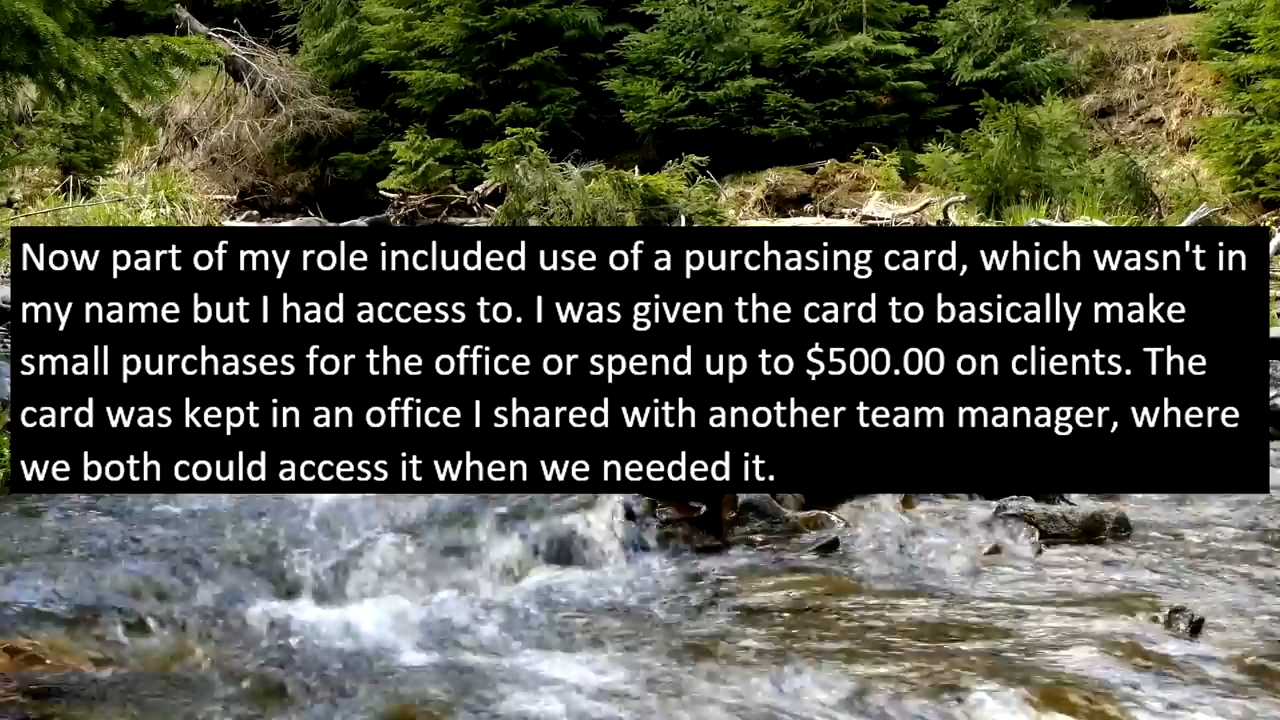 Now part of my role included use of a purchasing card, which wasn't in
my name but I had access to. I was given the card to basically make
small purchases for the office or spend up to $500.00 on clients. The
card was kept in an office I shared with another team manager, where
we both could access it when we needed it.